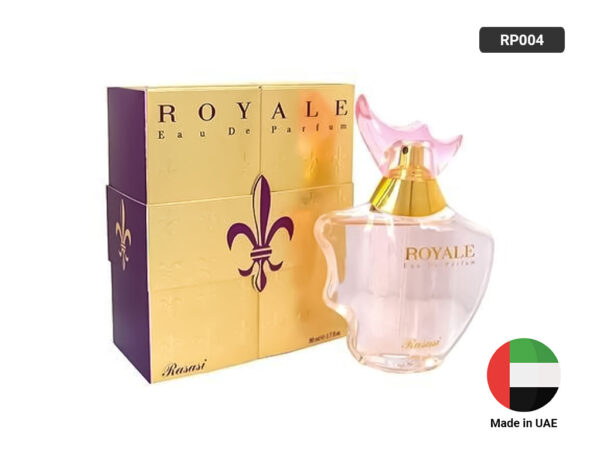 RP004
ROYALE
Eau De Parfum
ROYALE
Eau De Parfum
Rasasi
Rasasi
Made in UAE